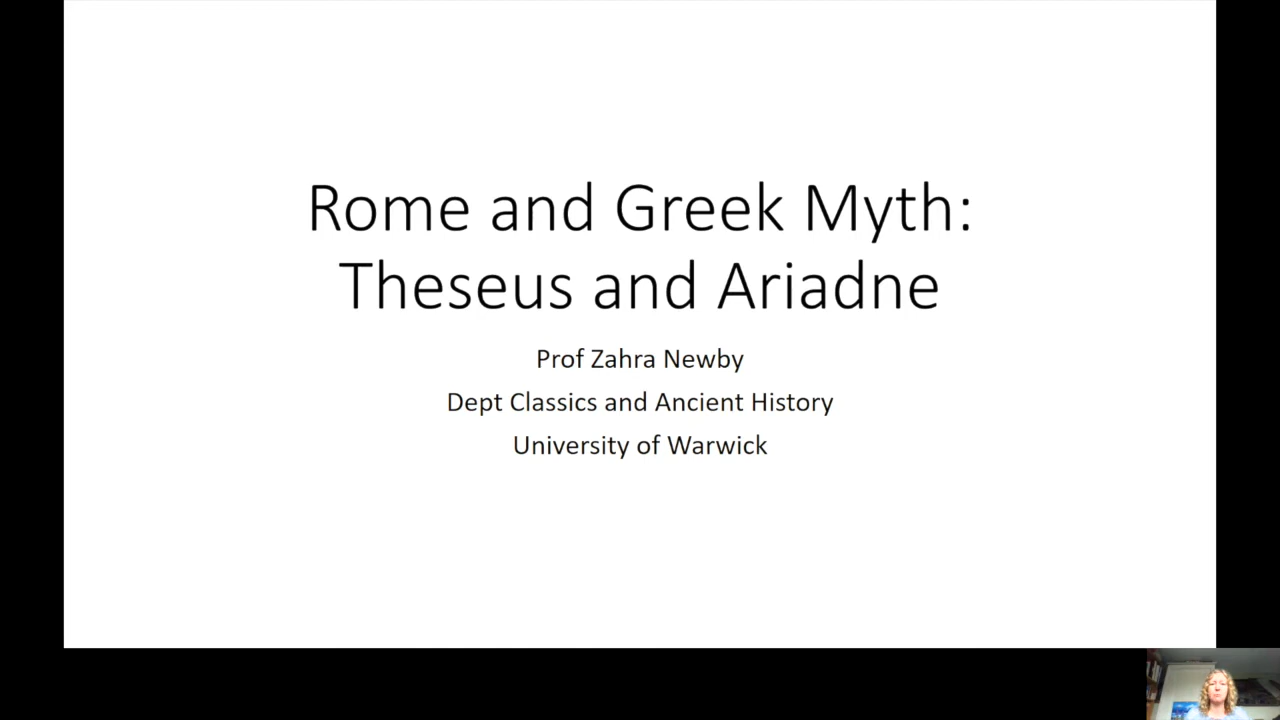 Rome and Greek Myth:
Theseus and Ariadne
Prof Zahra Newby
Dept Classics and Ancient History
University of Warwick